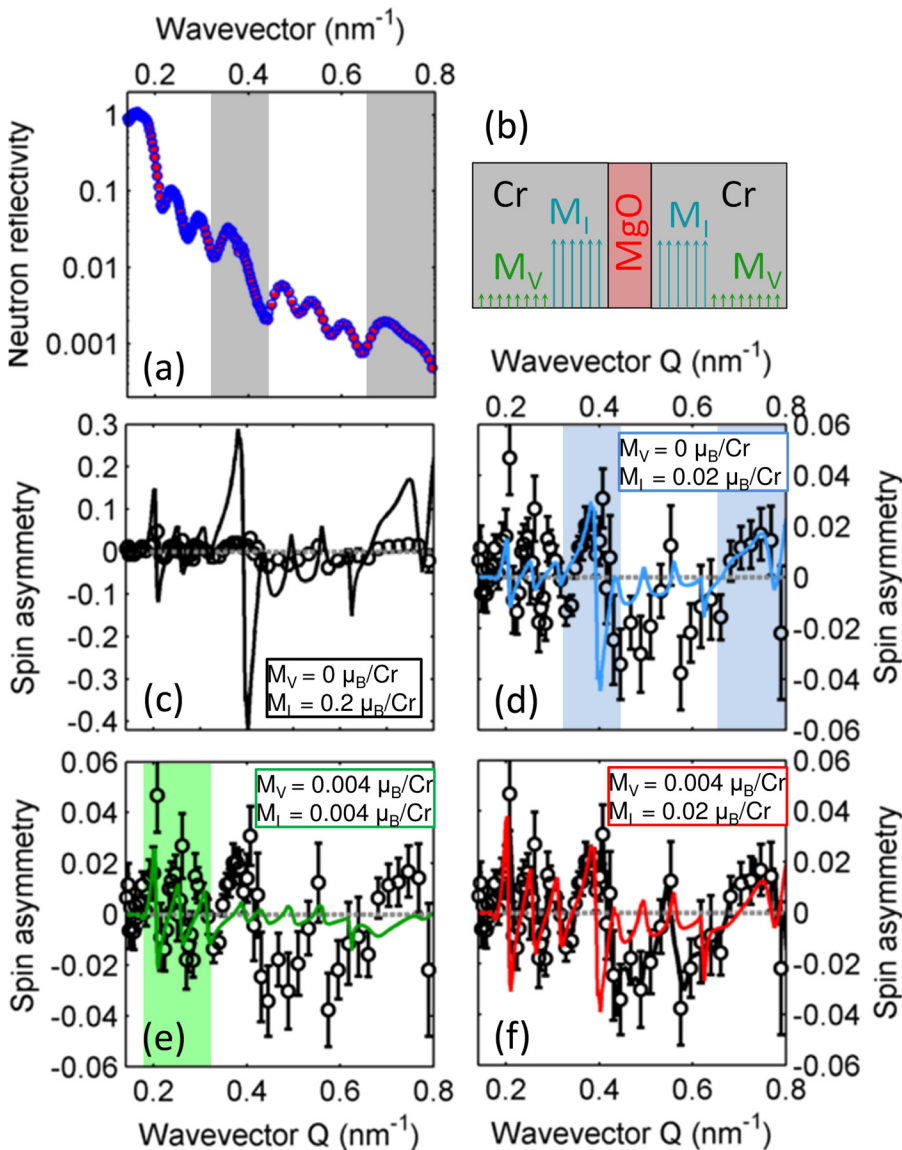 Wavevector (nm⁻¹)
0.2 0.4 0.6 0.8
Neutron reflectivity
1
0.1
0.01
0.001
(a)
(b)
Cr
MgO
Cr
M_I
M_I
M_V
M_V
Wavevector Q (nm⁻¹)
0.2 0.4 0.6 0.8
Spin asymmetry
0.3
0.2
0.1
0
-0.1
-0.2
-0.3
-0.4
(c)
M_V = 0 μ_B/Cr
M_I = 0.2 μ_B/Cr
M_V = 0 μ_B/Cr
M_I = 0.02 μ_B/Cr
(d)
0.06
0.04
0.02
0
-0.02
-0.04
-0.06
Spin asymmetry
Spin asymmetry
0.06
0.04
0.02
0
-0.02
-0.04
-0.06
M_V = 0.004 μ_B/Cr
M_I = 0.004 μ_B/Cr
(e)
0.2 0.4 0.6 0.8
Wavevector Q (nm⁻¹)
M_V = 0.004 μ_B/Cr
M_I = 0.02 μ_B/Cr
(f)
0.06
0.04
0.02
0
-0.02
-0.04
-0.06
Spin asymmetry
0.2 0.4 0.6 0.8
Wavevector Q (nm⁻¹)